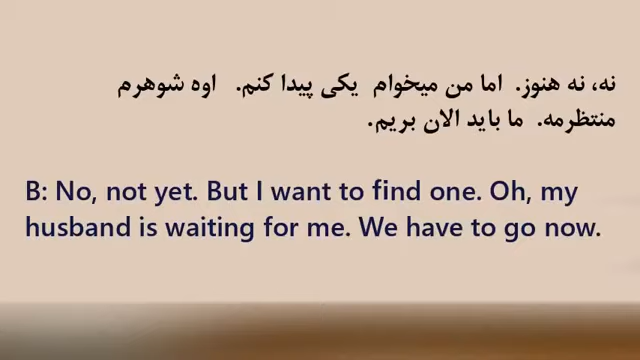 نه، نه هنوز. اما من میخوام یکی پیدا کنم. اوه شوهرم
منتظرمه. ما باید الان بریم.
B: No, not yet. But I want to find one. Oh, my
husband is waiting for me. We have to go now.